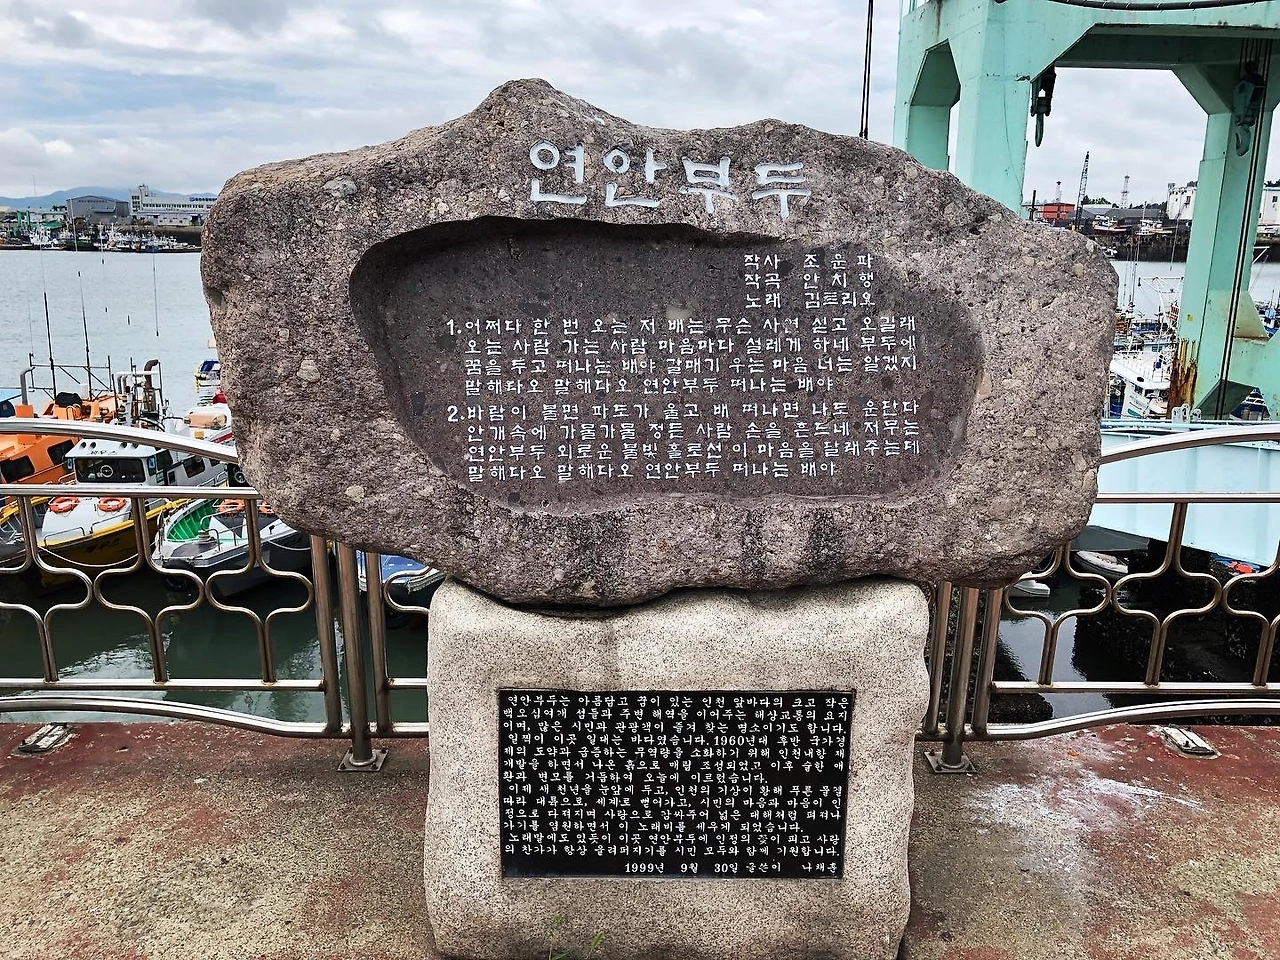 연안부두
작사 조운파
작곡 안치행
노래 김트리오
1.어쩌다 한 번 오는 저 배는 무슨 사연 싣고 오길래
오는 사람 가는 사람 마음마다 설레게 하네 부두에
꿈을 두고 떠나는 배야 갈매기 우는 마음 너는 알겠지
말해다오 말해다오 연안부두 떠나는 배야
2.바람이 불면 파도가 울고 배 떠나면 나도 운단다
안개속에 가물가물 정든 사람 손을 흔드네 저무는
연안부두 외로운 불빛 홀로선 이 마음을 달래주는데
말해다오 말해다오 연안부두 떠나는 배야
연안부두는 아름답고 꿈이 있는 인천 앞바다의 크고 작은
백오십여개 섬들과 주변 해역을 이어주는 해상교통의 요지
이며, 많은 시민과 관광객이 즐겨 찾는 명소이기도 합니다.
일찍이 이곳 일대는 바다였습니다. 1960년대 후반 국가경
제의 도약과 급증하는 무역량을 소화하기 위해 인천내항 재
개발을 하면서 나온 흙으로 매립 조성되었고 이후 숱한 애
환과 변모를 거듭하여 오늘에 이르렀습니다.
이제 새 천년을 눈앞에 두고, 인천의 기상이 황해 푸른 물결
따라 대륙으로, 세계로 뻗어가고, 시민의 마음과 마음이 인
정으로 다져지며 사랑으로 감싸주어 넓은 대해처럼 펴져나
가기를 염원하면서 이 노래비를 세우게 되었습니다.
노래말에도 있듯이 이곳 연안부두에 인정의 꽃이 피고 사랑
의 찬가가 항상 울려퍼지기를 시민 모두와 함께 기원합니다.
1999년 9월 30일 글쓴이 나채훈